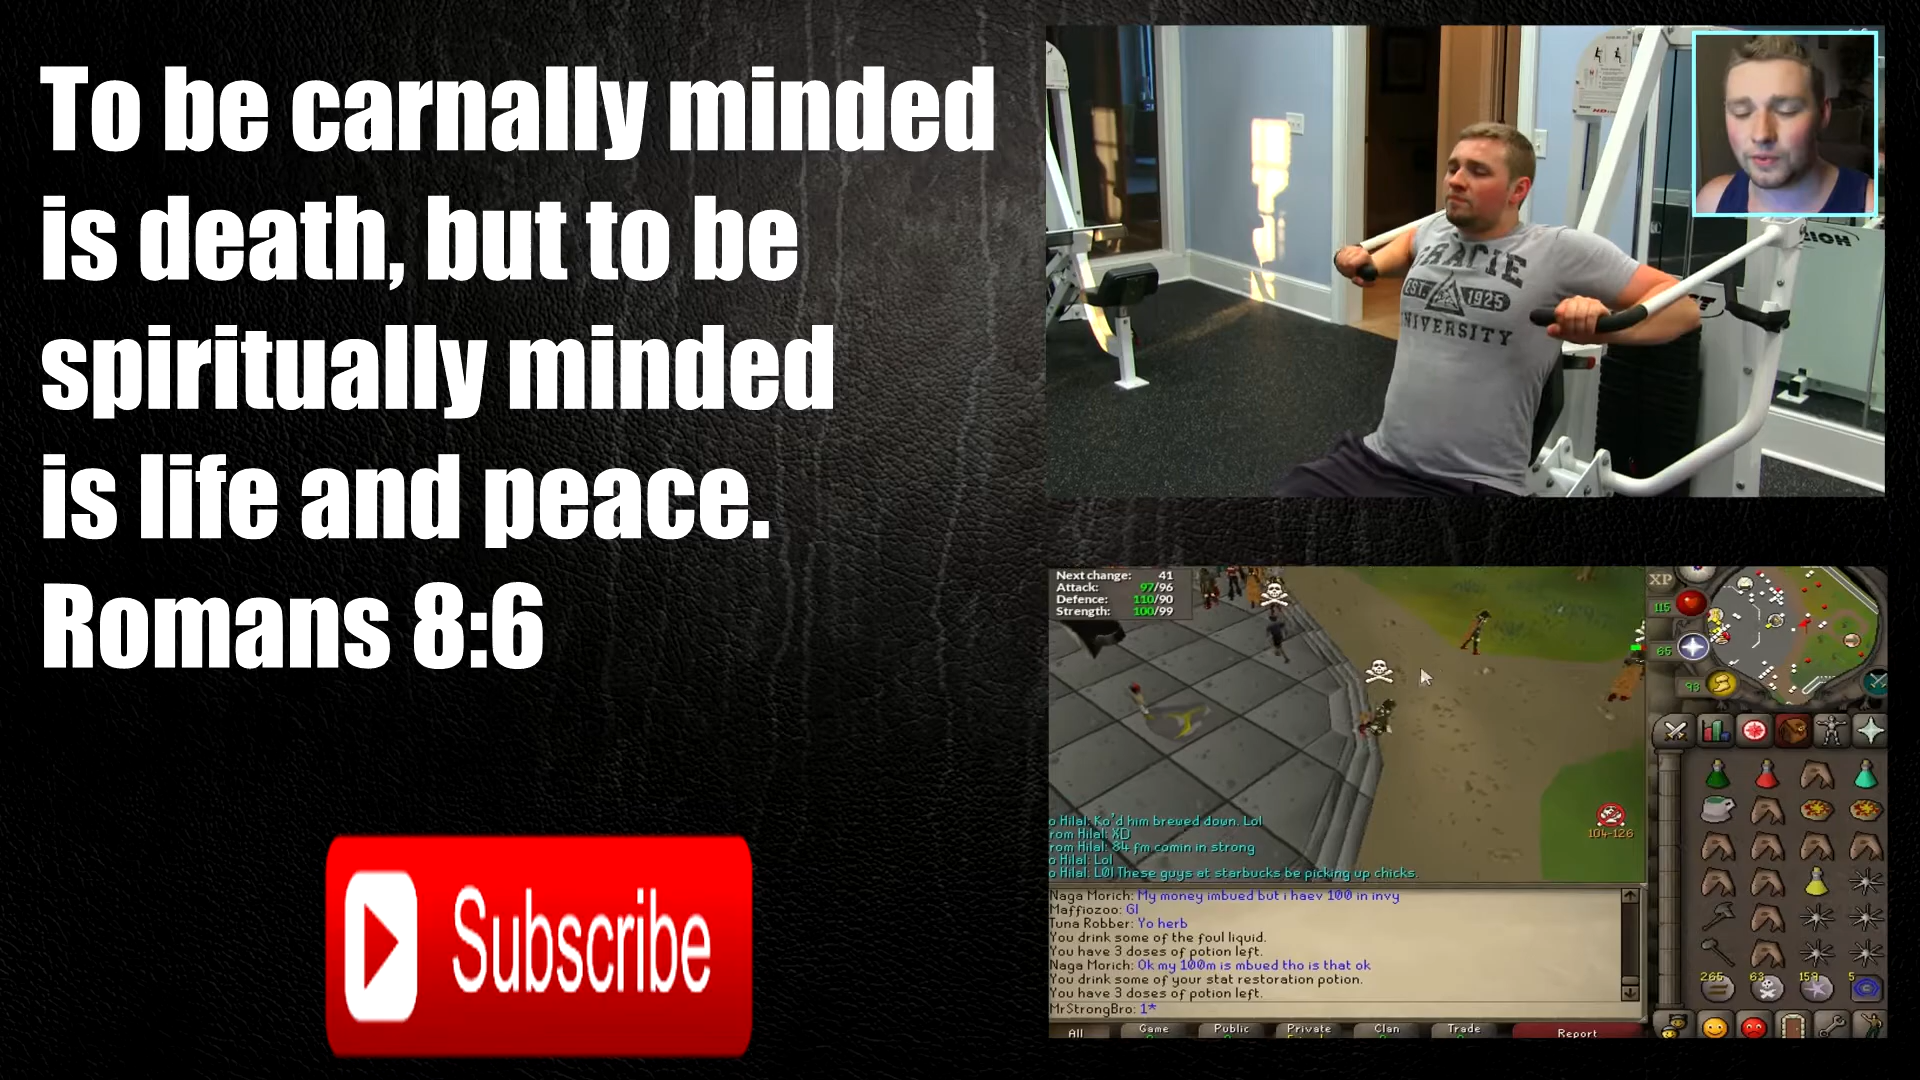 To be carnally minded
is death, but to be
spiritually minded
is life and peace.
Romans 8:6
Subscribe
GRACIE
EST. 1925
UNIVERSITY
Next change: 41
Attack: 97/96
Defence: 110/90
Strength: 100/99
XP
115
65
93
104-126
o Hilal: Ko'd him brewed down. Lol
rom Hilal: XD
rom Hilal: 84 fm comin in strong
o Hilal: Lol
o Hilal: L0l These guys at starbucks be picking up chicks.
Naga Morich: My money imbued but i haev 100 in invy
Maffiozoo: Gl
Tuna Robber: Yo herb
You drink some of the foul liquid.
You have 3 doses of potion left.
Naga Morich: Ok my 100m is mbued tho is that ok
You drink some of your stat restoration potion.
You have 3 doses of potion left.
MrStrongBro: 1*
265 63 159 5
All Game Public Private Clan Trade Report